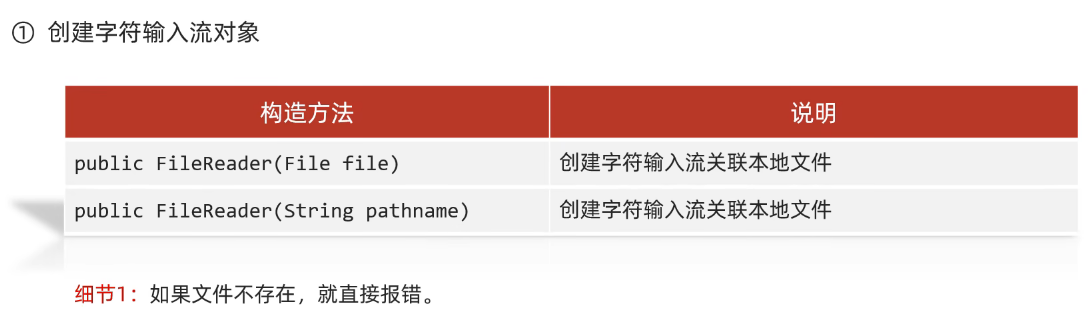 ① 创建字符输入流对象
构造方法 说明
public FileReader(File file) 创建字符输入流关联本地文件
public FileReader(String pathname) 创建字符输入流关联本地文件
细节1：如果文件不存在，就直接报错。